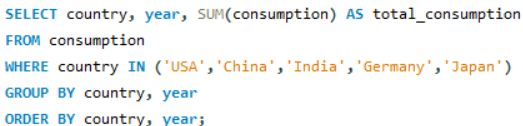 SELECT country, year, SUM(consumption) AS total_consumption
FROM consumption
WHERE country IN ('USA','China','India','Germany','Japan')
GROUP BY country, year
ORDER BY country, year;